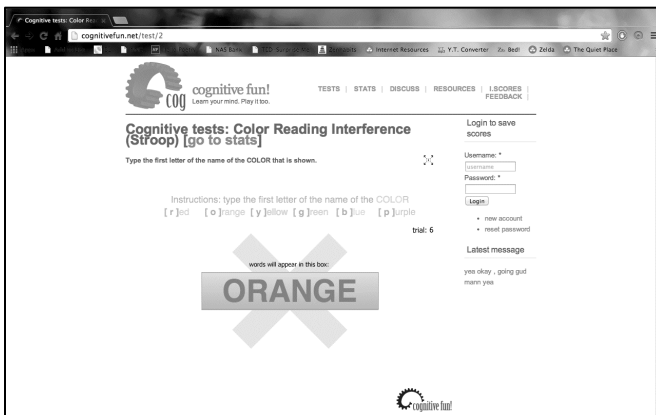 Cognitive tests: Color Rea
cognitivefun.net/test/2
Apps
NAS Bank
Internet Resources
Y.T. Converter
Bed!
Zelda
The Quiet Place
cog
cognitive fun!
Learn your mind. Play it too.
TESTS | STATS | DISCUSS | RESOURCES | I.SCORES |
FEEDBACK |
Cognitive tests: Color Reading Interference
(Stroop) [go to stats]
Type the first letter of the name of the COLOR that is shown.
Instructions: type the first letter of the name of the COLOR
[ r ]ed [ o ]range [ y ]ellow [ g ]reen [ b ]lue [ p ]urple
trial: 6
words will appear in this box:
ORANGE
Login to save
scores
Username: *
username
Password: *
Login
• new account
• reset password
Latest message
yea okay , going gud
mann yea
cognitive fun!